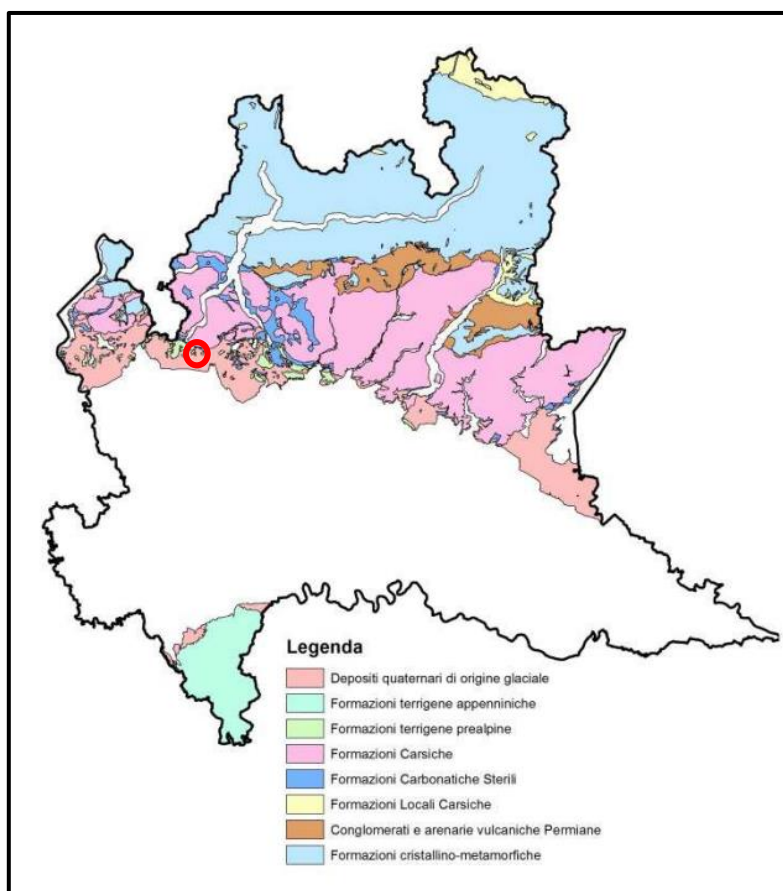 Legenda
Depositi quaternari di origine glaciale
Formazioni terrigene appenniniche
Formazioni terrigene prealpine
Formazioni Carsiche
Formazioni Carbonatiche Sterili
Formazioni Locali Carsiche
Conglomerati e arenarie vulcaniche Permiane
Formazioni cristallino-metamorfiche